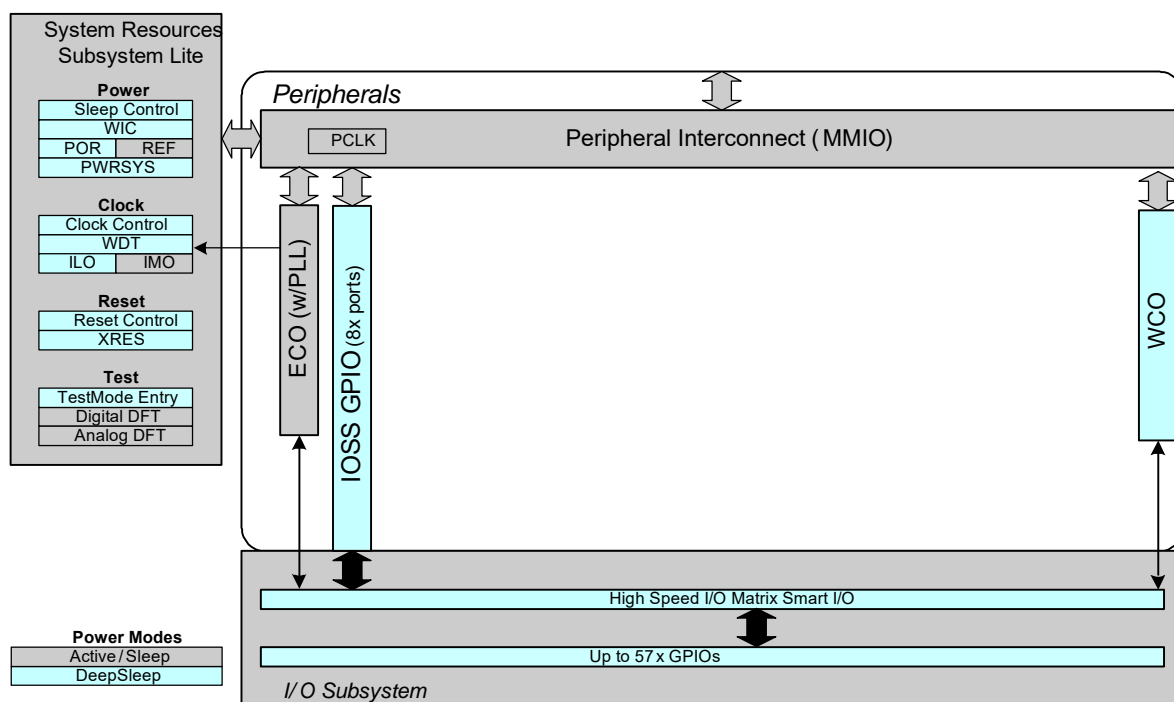 System Resources
Subsystem Lite
Power
Sleep Control
WIC
POR REF
PWRSYS
Clock
Clock Control
WDT
ILO IMO
Reset
Reset Control
XRES
Test
TestMode Entry
Digital DFT
Analog DFT
Power Modes
Active/Sleep
DeepSleep
Peripherals
PCLK
Peripheral Interconnect (MMIO)
ECO (w/PLL)
IOSS GPIO (8x ports)
WCO
High Speed I/O Matrix Smart I/O
Up to 57x GPIOs
I/O Subsystem